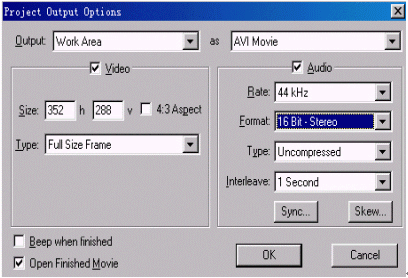 Project Output Options
Output: Work Area as AVI Movie
Video
Size: 352 h 288 v 4:3 Aspect
Type: Full Size Frame
Audio
Rate: 44 kHz
Format: 16 Bit - Stereo
Type: Uncompressed
Interleave: 1 Second
Sync... Skew...
Beep when finished
Open Finished Movie
OK Cancel